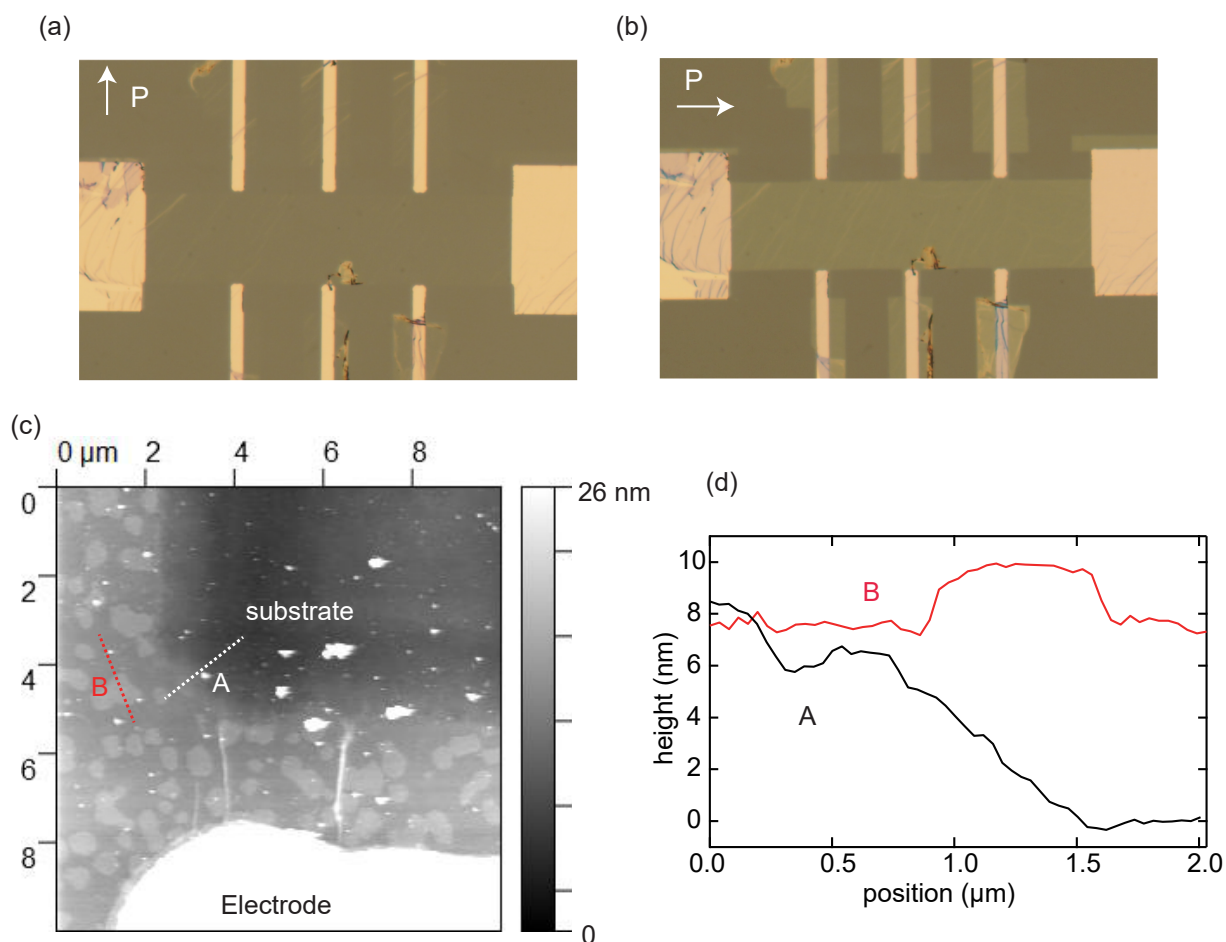 (a)
P
(b)
P
(c)
0 μm 2 4 6 8
0
2
4
6
8
substrate
A
B
Electrode
26 nm
0
(d)
10
8
6
4
2
0
height (nm)
B
A
0.0 0.5 1.0 1.5 2.0
position (μm)